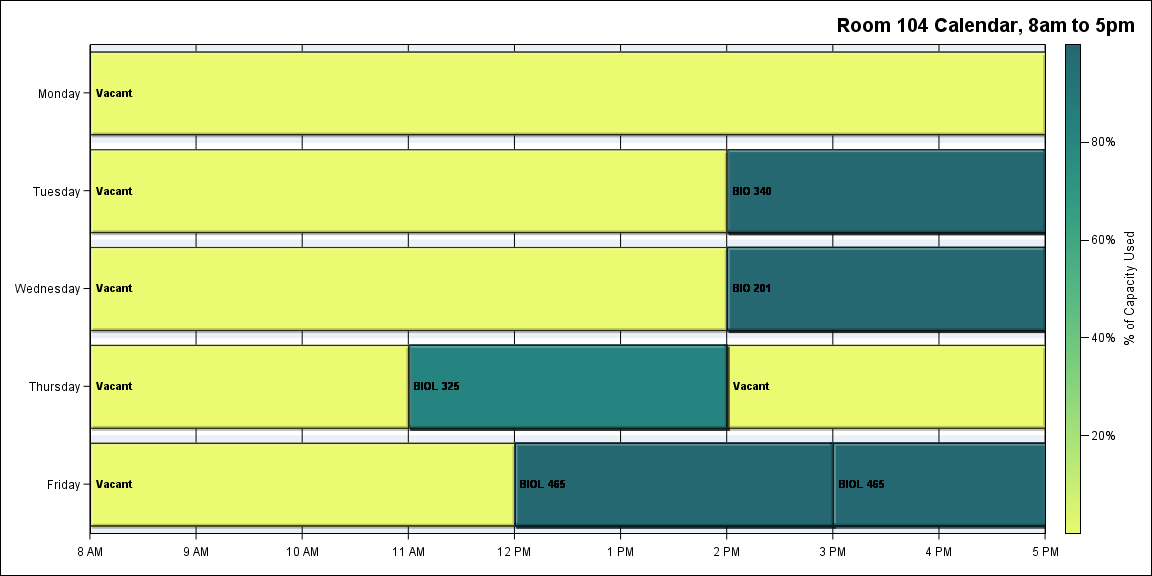 Room 104 Calendar, 8am to 5pm
Monday
Vacant
Tuesday
Vacant
BIO 340
Wednesday
Vacant
BIO 201
Thursday
Vacant
BIOL 325
Vacant
Friday
Vacant
BIOL 465
BIOL 465
8 AM
9 AM
10 AM
11 AM
12 PM
1 PM
2 PM
3 PM
4 PM
5 PM
80%
60%
40%
20%
% of Capacity Used